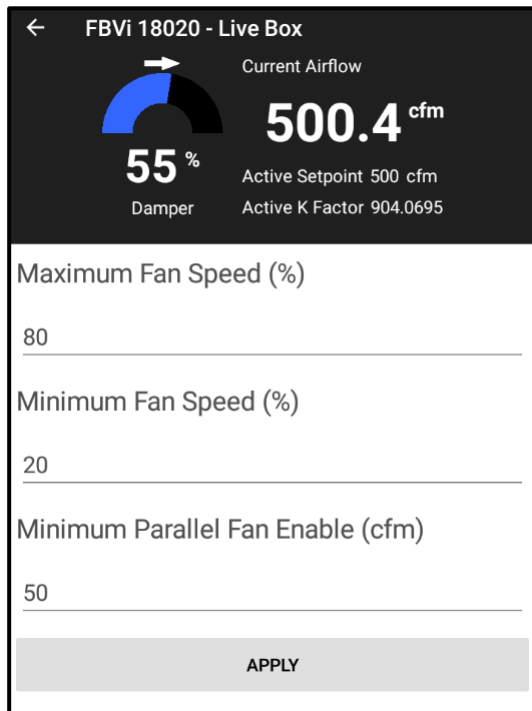 FBVi 18020 - Live Box
Current Airflow
500.4 cfm
55 %
Damper
Active Setpoint 500 cfm
Active K Factor 904.0695
Maximum Fan Speed (%)
80
Minimum Fan Speed (%)
20
Minimum Parallel Fan Enable (cfm)
50
APPLY